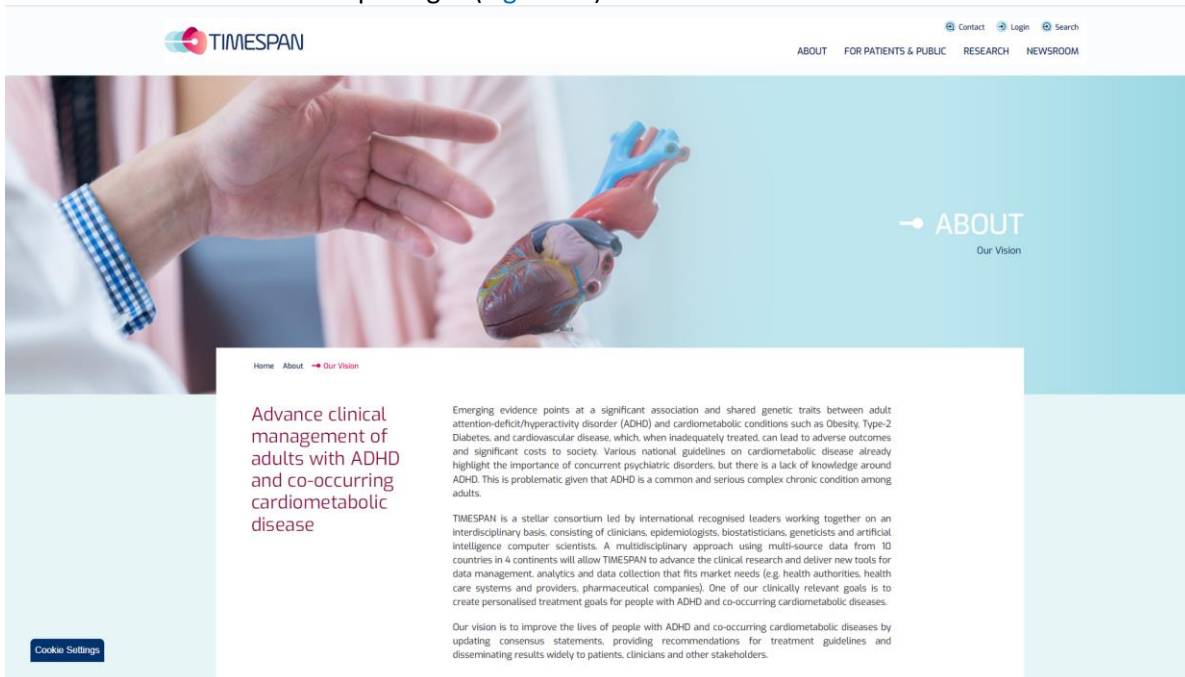 Contact Login Search
TIMESPAN
ABOUT FOR PATIENTS & PUBLIC RESEARCH NEWSROOM
ABOUT
Our Vision
Home About Our Vision
Advance clinical
management of
adults with ADHD
and co-occurring
cardiometabolic
disease
Emerging evidence points at a significant association and shared genetic traits between adult
attention-deficit/hyperactivity disorder (ADHD) and cardiometabolic conditions such as Obesity, Type-2
Diabetes, and cardiovascular disease, which, when inadequately treated, can lead to adverse outcomes
and significant costs to society. Various national guidelines on cardiometabolic disease already
highlight the importance of concurrent psychiatric disorders, but there is a lack of knowledge around
ADHD. This is problematic given that ADHD is a common and serious complex chronic condition among
adults.
TIMESPAN is a stellar consortium led by international recognised leaders working together on an
interdisciplinary basis, consisting of clinicians, epidemiologists, biostatisticians, geneticists and artificial
intelligence computer scientists. A multidisciplinary approach using multi-source data from 10
countries in 4 continents will allow TIMESPAN to advance the clinical research and deliver new tools for
data management, analytics and data collection that fits market needs (e.g. health authorities, health
care systems and providers, pharmaceutical companies). One of our clinically relevant goals is to
create personalised treatment goals for people with ADHD and co-occurring cardiometabolic diseases.
Our vision is to improve the lives of people with ADHD and co-occurring cardiometabolic diseases by
updating consensus statements, providing recommendations for treatment guidelines and
disseminating results widely to patients, clinicians and other stakeholders.
Cookie Settings